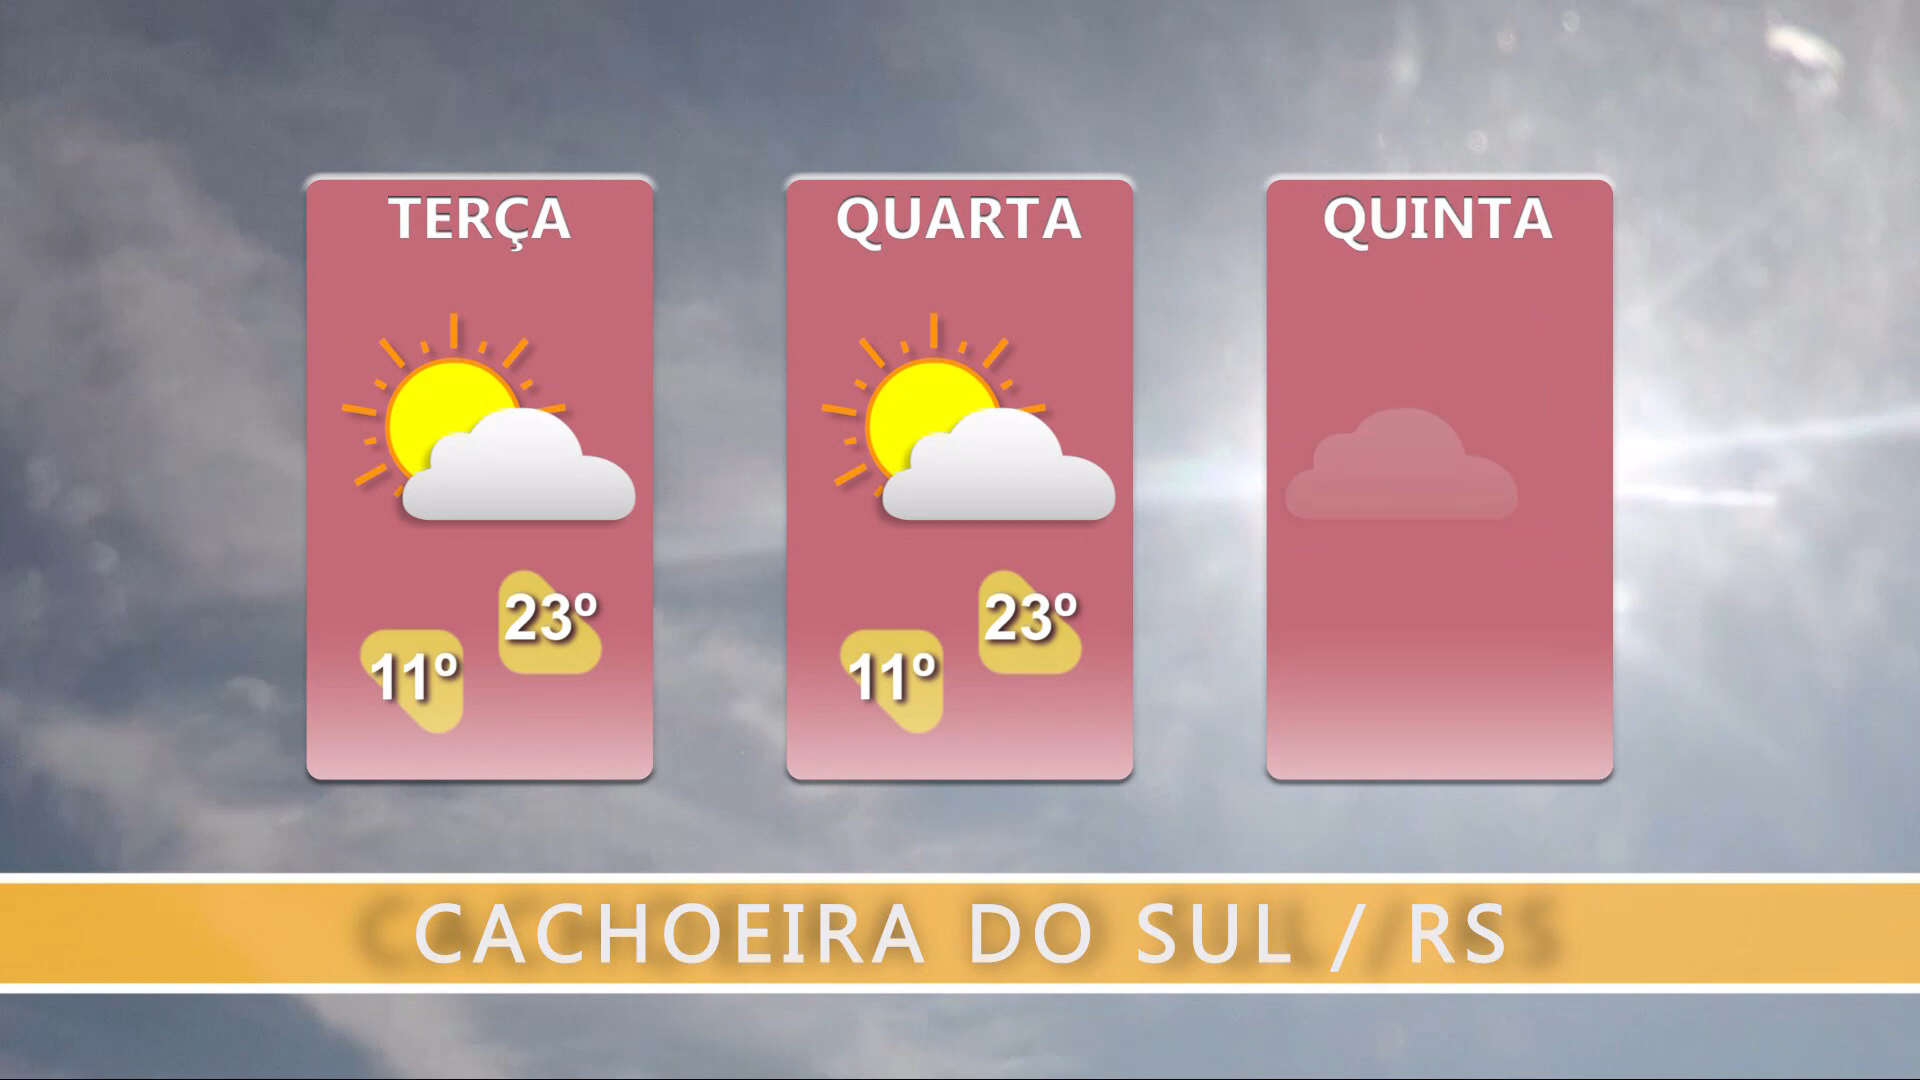 TERÇA
QUARTA
QUINTA
23º
11º
23º
11º
CACHOEIRA DO SUL / RS